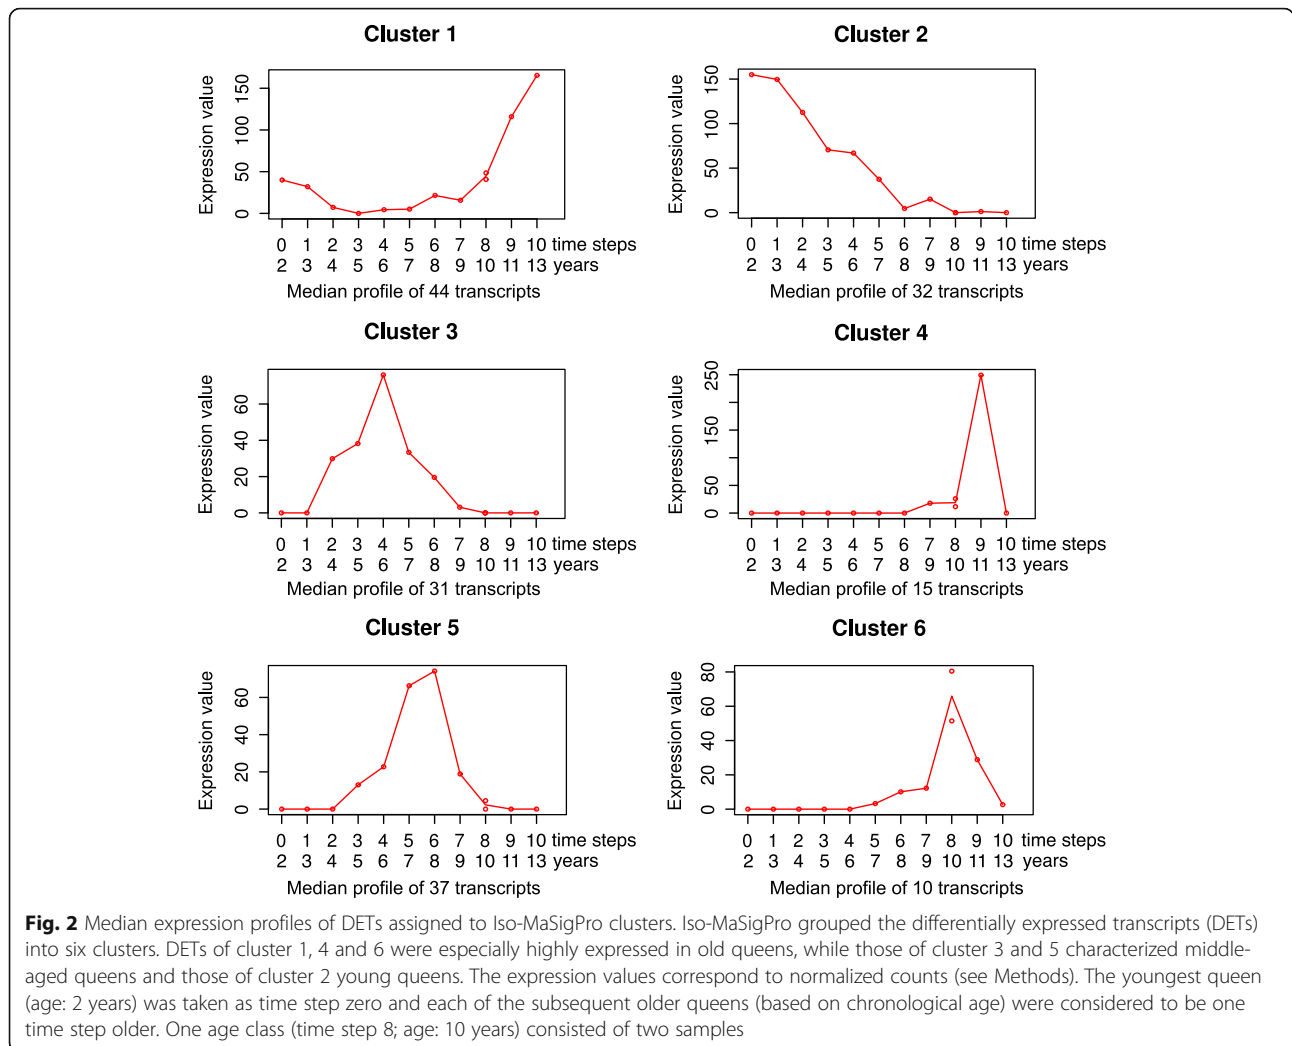 Cluster 1
Expression value
0 50 100 150
0 1 2 3 4 5 6 7 8 9 10 time steps
2 3 4 5 6 7 8 9 10 11 13 years
Median profile of 44 transcripts
Cluster 2
Expression value
0 50 100 150
0 1 2 3 4 5 6 7 8 9 10 time steps
2 3 4 5 6 7 8 9 10 11 13 years
Median profile of 32 transcripts
Cluster 3
Expression value
0 20 40 60
0 1 2 3 4 5 6 7 8 9 10 time steps
2 3 4 5 6 7 8 9 10 11 13 years
Median profile of 31 transcripts
Cluster 4
Expression value
0 50 150 250
0 1 2 3 4 5 6 7 8 9 10 time steps
2 3 4 5 6 7 8 9 10 11 13 years
Median profile of 15 transcripts
Cluster 5
Expression value
0 20 40 60
0 1 2 3 4 5 6 7 8 9 10 time steps
2 3 4 5 6 7 8 9 10 11 13 years
Median profile of 37 transcripts
Cluster 6
Expression value
0 20 40 60 80
0 1 2 3 4 5 6 7 8 9 10 time steps
2 3 4 5 6 7 8 9 10 11 13 years
Median profile of 10 transcripts
Fig. 2 Median expression profiles of DETs assigned to Iso-MaSigPro clusters. Iso-MaSigPro grouped the differentially expressed transcripts (DETs)
into six clusters. DETs of cluster 1, 4 and 6 were especially highly expressed in old queens, while those of cluster 3 and 5 characterized middle-
aged queens and those of cluster 2 young queens. The expression values correspond to normalized counts (see Methods). The youngest queen
(age: 2 years) was taken as time step zero and each of the subsequent older queens (based on chronological age) were considered to be one
time step older. One age class (time step 8; age: 10 years) consisted of two samples